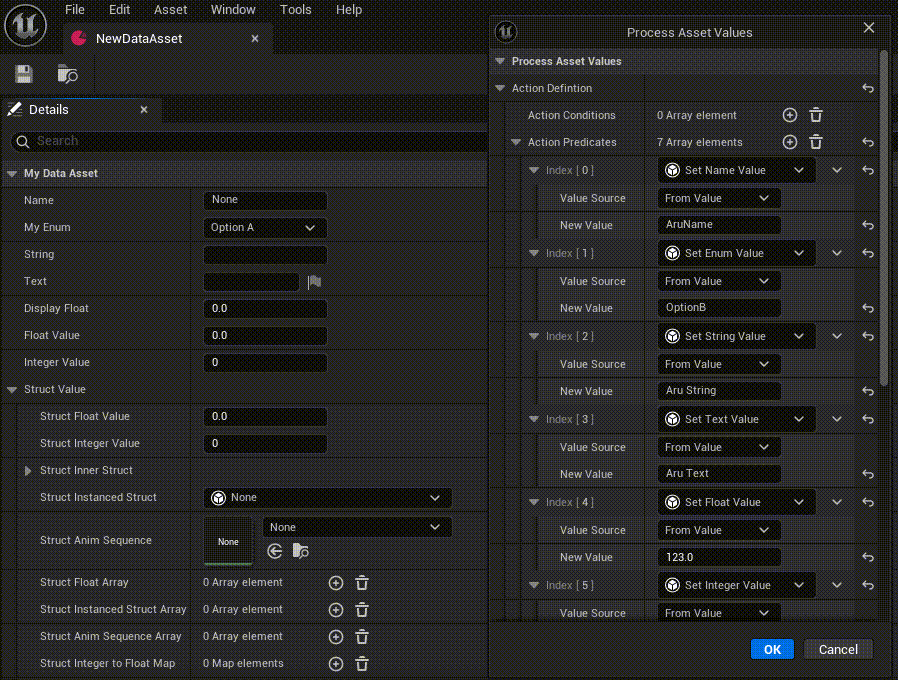 File Edit Asset Window Tools Help
NewDataAsset
Details
Search
My Data Asset
Name None
My Enum Option A
String
Text
Display Float 0.0
Float Value 0.0
Integer Value 0
Struct Value
Struct Float Value 0.0
Struct Integer Value 0
Struct Inner Struct
Struct Instanced Struct None
Struct Anim Sequence None None
Struct Float Array 0 Array element
Struct Instanced Struct Array 0 Array element
Struct Anim Sequence Array 0 Array element
Struct Integer to Float Map 0 Map elements
Process Asset Values
Process Asset Values
Action Defintion
Action Conditions 0 Array element
Action Predicates 7 Array elements
Index [ 0 ] Set Name Value
Value Source From Value
New Value AruName
Index [ 1 ] Set Enum Value
Value Source From Value
New Value OptionB
Index [ 2 ] Set String Value
Value Source From Value
New Value Aru String
Index [ 3 ] Set Text Value
Value Source From Value
New Value Aru Text
Index [ 4 ] Set Float Value
Value Source From Value
New Value 123.0
Index [ 5 ] Set Integer Value
Value Source From Value
OK Cancel